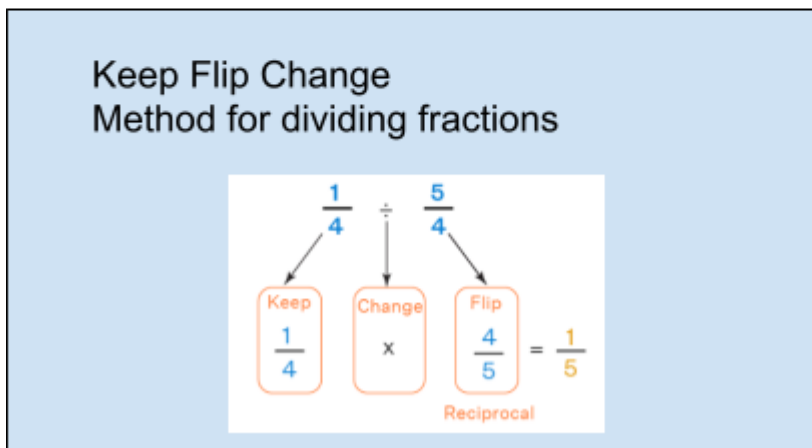 Keep Flip Change
Method for dividing fractions
1/4 ÷ 5/4
Keep Change Flip
1/4 x 4/5 = 1/5
Reciprocal